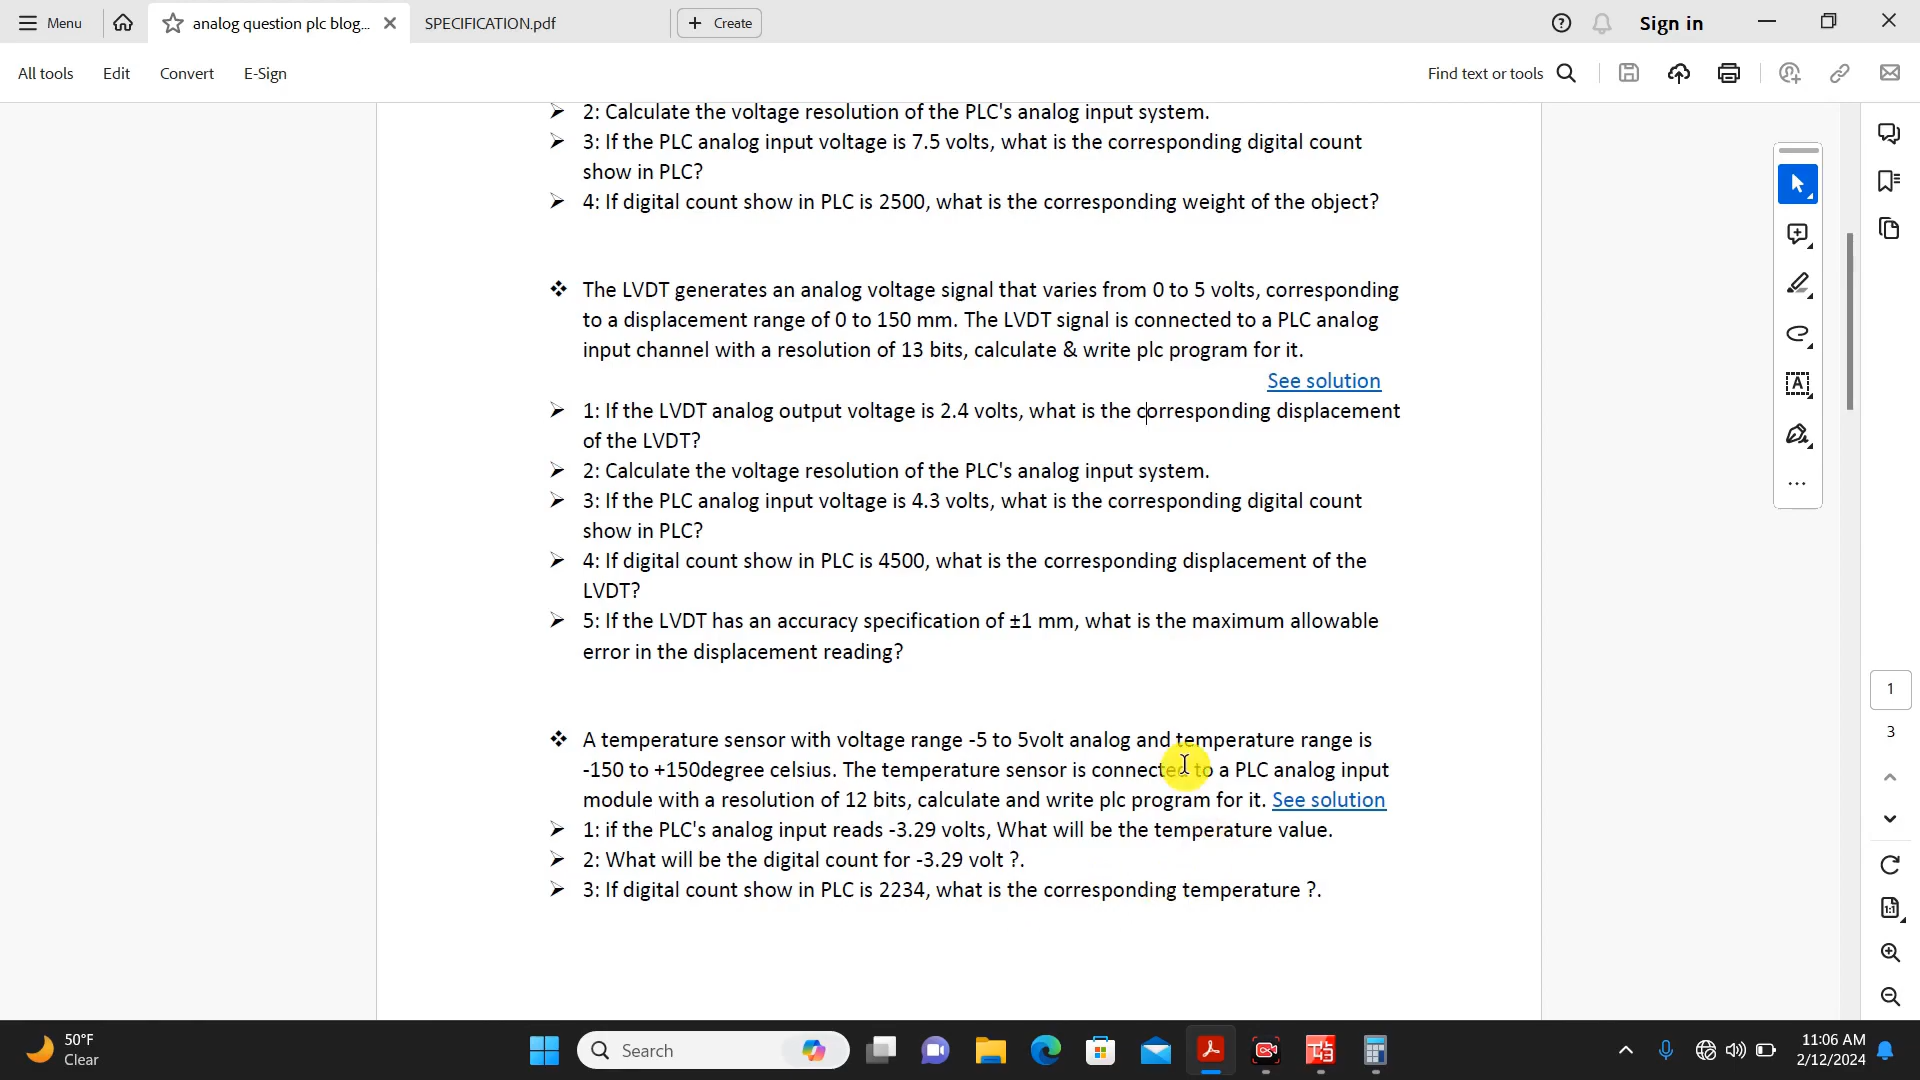 Menu
analog question plc blog...
SPECIFICATION.pdf
Create
Sign in
All tools
Edit
Convert
E-Sign
Find text or tools
2: Calculate the voltage resolution of the PLC's analog input system.
3: If the PLC analog input voltage is 7.5 volts, what is the corresponding digital count
show in PLC?
4: If digital count show in PLC is 2500, what is the corresponding weight of the object?
The LVDT generates an analog voltage signal that varies from 0 to 5 volts, corresponding
to a displacement range of 0 to 150 mm. The LVDT signal is connected to a PLC analog
input channel with a resolution of 13 bits, calculate & write plc program for it.
See solution
1: If the LVDT analog output voltage is 2.4 volts, what is the corresponding displacement
of the LVDT?
2: Calculate the voltage resolution of the PLC's analog input system.
3: If the PLC analog input voltage is 4.3 volts, what is the corresponding digital count
show in PLC?
4: If digital count show in PLC is 4500, what is the corresponding displacement of the
LVDT?
5: If the LVDT has an accuracy specification of ±1 mm, what is the maximum allowable
error in the displacement reading?
A temperature sensor with voltage range -5 to 5volt analog and temperature range is
-150 to +150degree celsius. The temperature sensor is connected to a PLC analog input
module with a resolution of 12 bits, calculate and write plc program for it. See solution
1: if the PLC's analog input reads -3.29 volts, What will be the temperature value.
2: What will be the digital count for -3.29 volt ?.
3: If digital count show in PLC is 2234, what is the corresponding temperature ?.
1
3
50°F
Clear
Search
11:06 AM
2/12/2024